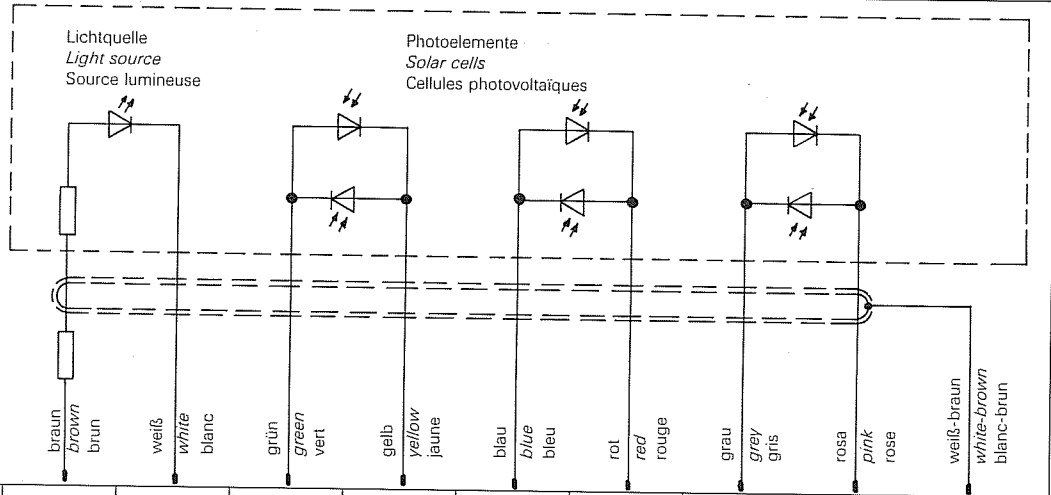 Lichtquelle
Light source
Source lumineuse
Photoelemente
Solar cells
Cellules photovoltaïques
braun
brown
brun
weiß
white
blanc
grün
green
vert
gelb
yellow
jaune
blau
blue
bleu
rot
red
rouge
grau
grey
gris
rosa
pink
rose
weiß-braun
white-brown
blanc-brun